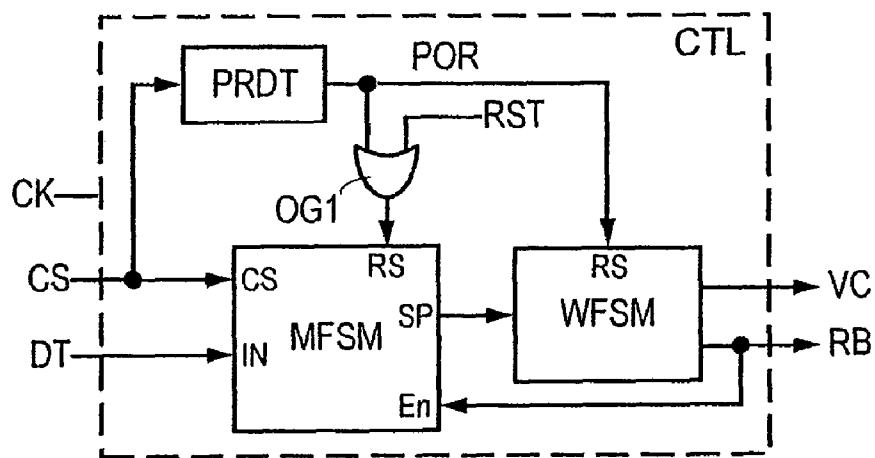 CTL
POR
PRDT
RST
CK
OG1
RS
RS
CS
CS
SP
WFSM
VC
MFSM
DT
IN
RB
En